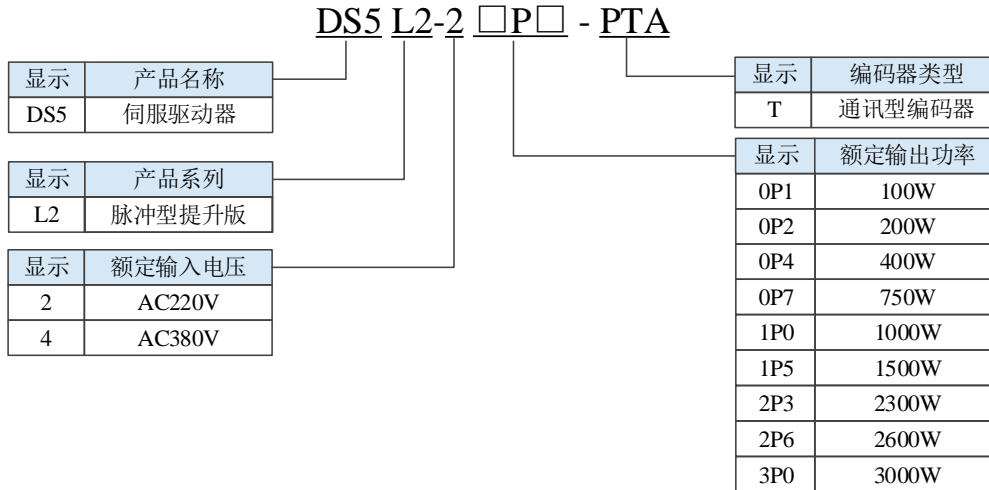 DS5 L2-2 □P□ - PTA
显示 产品名称
DS5 伺服驱动器
显示 产品系列
L2 脉冲型提升版
显示 额定输入电压
2 AC220V
4 AC380V
显示 编码器类型
T 通讯型编码器
显示 额定输出功率
0P1 100W
0P2 200W
0P4 400W
0P7 750W
1P0 1000W
1P5 1500W
2P3 2300W
2P6 2600W
3P0 3000W